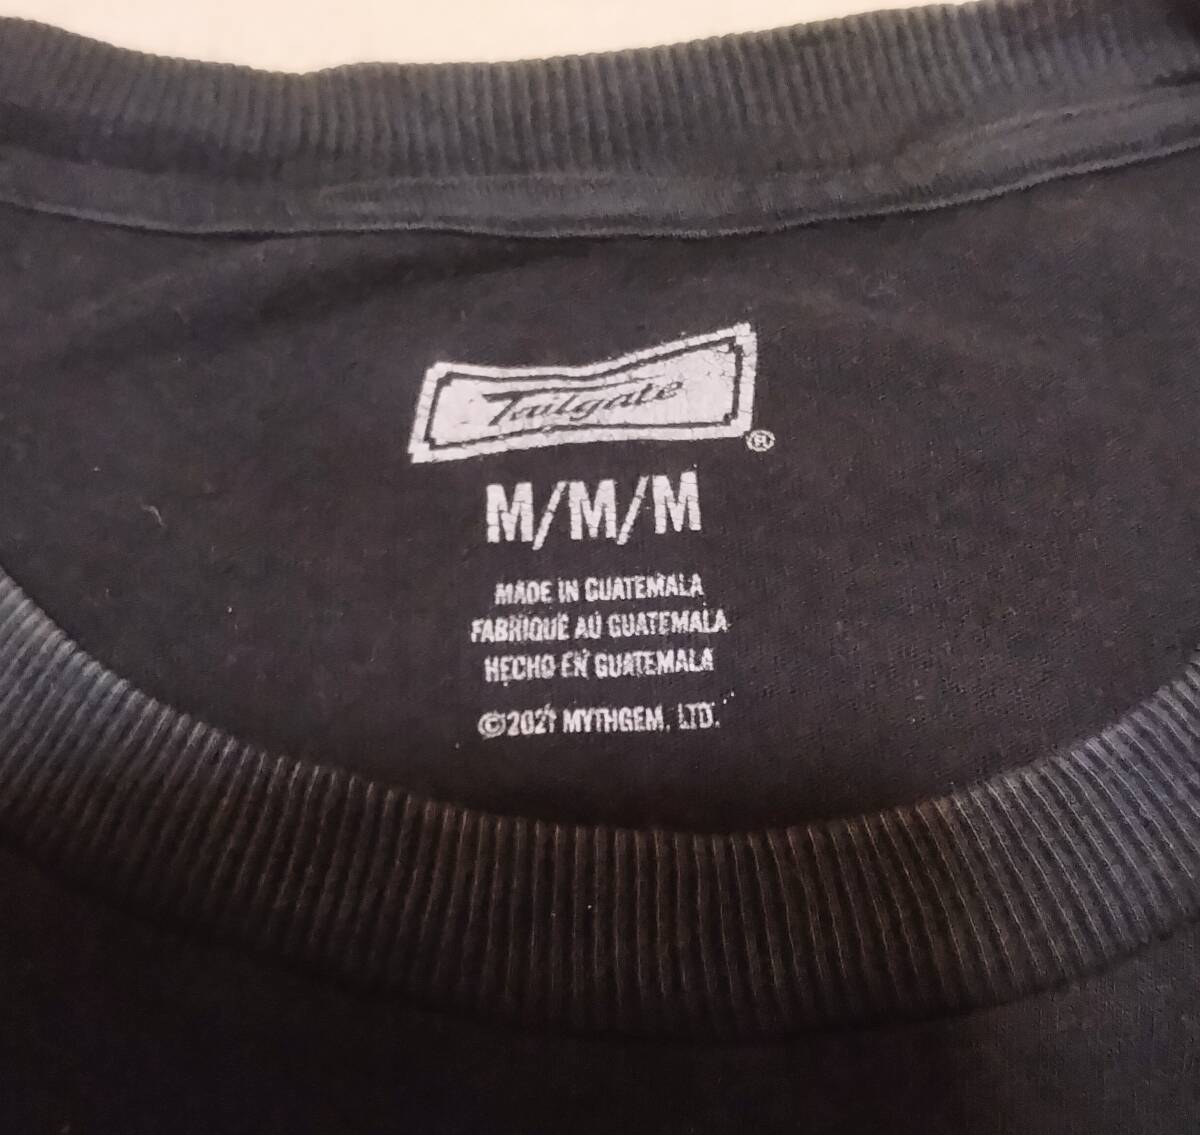 Tailgate
®
M/M/M
MADE IN GUATEMALA
FABRIQUÉ AU GUATEMALA
HECHO EN GUATEMALA
©2021 MYTHGEM, LTD.